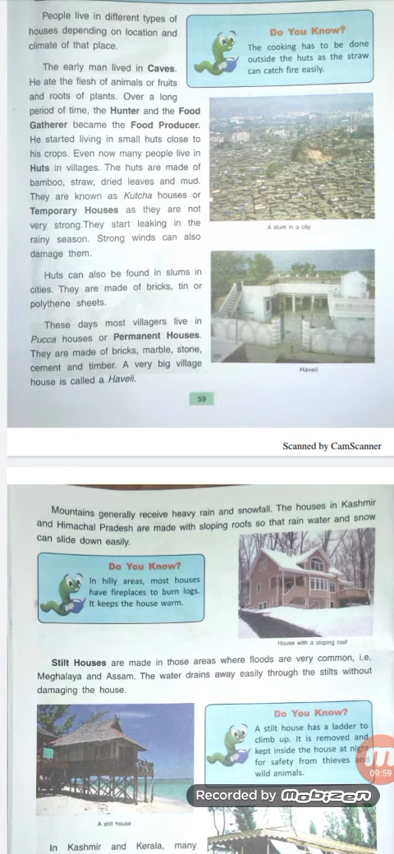 People live in different types of
houses depending on location and
climate of that place.
The early man lived in Caves.
He ate the flesh of animals or fruits
and roots of plants. Over a long
period of time, the Hunter and the Food
Gatherer became the Food Producer.
He started living in small huts close to
his crops. Even now many people live in
Huts in villages. The huts are made of
bamboo, straw, dried leaves and mud.
They are known as Kutcha houses or
Temporary Houses as they are not
very strong.They start leaking in the
rainy season. Strong winds can also
damage them.
Huts can also be found in slums in
cities. They are made of bricks, tin or
polythene sheets.
These days most villagers live in
Pucca houses or Permanent Houses.
They are made of bricks, marble, stone,
cement and timber. A very big village
house is called a Haveli.
Do You Know?
The cooking has to be done
outside the huts as the straw
can catch fire easily.
A slum in a city
Haveli
59
Scanned by CamScanner
Mountains generally receive heavy rain and snowfall. The houses in Kashmir
and Himachal Pradesh are made with sloping roofs so that rain water and snow
can slide down easily.
Do You Know?
In hilly areas, most houses
have fireplaces to burn logs.
It keeps the house warm.
House with a sloping roof
Stilt Houses are made in those areas where floods are very common, i.e.
Meghalaya and Assam. The water drains away easily through the stilts without
damaging the house.
Do You Know?
A stilt house has a ladder to
climb up. It is removed and
kept inside the house at night
for safety from thieves and
wild animals.
09:59
Recorded by Mobizen
A stilt house
In Kashmir and Kerala, many